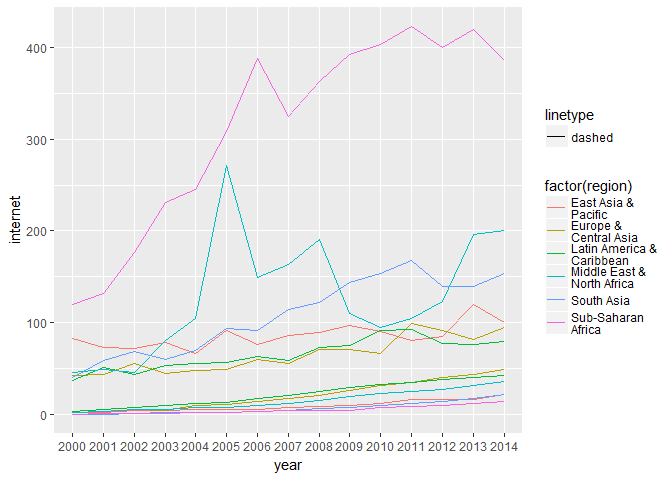 400
300
200
100
0
internet
2000 2001 2002 2003 2004 2005 2006 2007 2008 2009 2010 2011 2012 2013 2014
year
linetype
dashed
factor(region)
East Asia &
Pacific
Europe &
Central Asia
Latin America &
Caribbean
Middle East &
North Africa
South Asia
Sub-Saharan
Africa